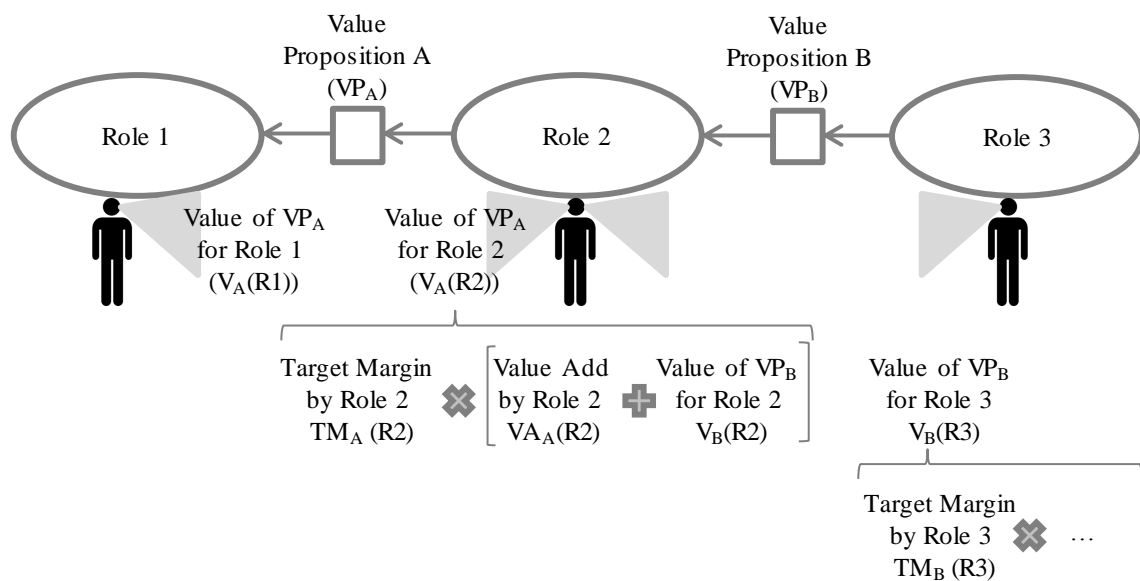 Value
Proposition A
(VP_A)
Value
Proposition B
(VP_B)
Role 1
Role 2
Role 3
Value of VP_A
for Role 1
(V_A(R1))
Value of VP_A
for Role 2
(V_A(R2))
Target Margin
by Role 2
TM_A (R2)
Value Add
by Role 2
VA_A(R2)
Value of VP_B
for Role 2
V_B(R2)
Value of VP_B
for Role 3
V_B(R3)
Target Margin
by Role 3
TM_B (R3)
…